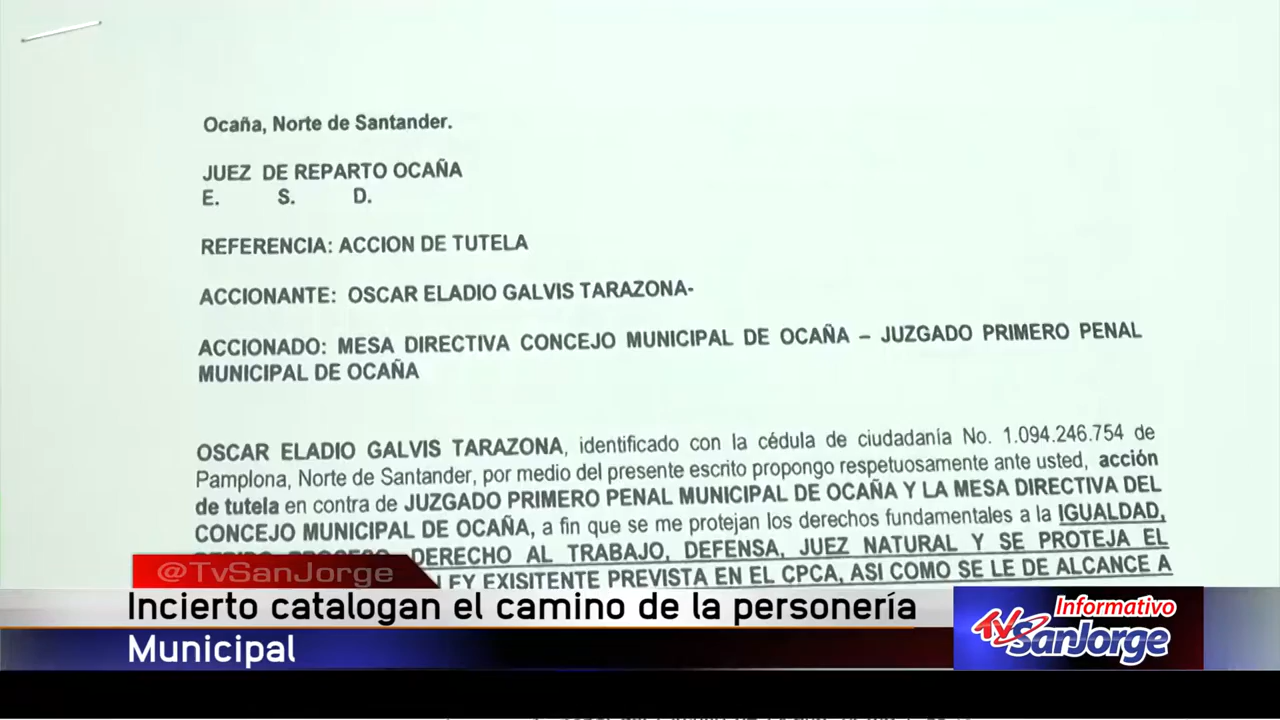 Ocaña, Norte de Santander.
JUEZ DE REPARTO OCAÑA
E. S. D.
REFERENCIA: ACCION DE TUTELA
ACCIONANTE: OSCAR ELADIO GALVIS TARAZONA-
ACCIONADO: MESA DIRECTIVA CONCEJO MUNICIPAL DE OCAÑA – JUZGADO PRIMERO PENAL
MUNICIPAL DE OCAÑA
OSCAR ELADIO GALVIS TARAZONA, identificado con la cédula de ciudadanía No. 1.094.246.754 de
Pamplona, Norte de Santander, por medio del presente escrito propongo respetuosamente ante usted, acción
de tutela en contra de JUZGADO PRIMERO PENAL MUNICIPAL DE OCAÑA Y LA MESA DIRECTIVA DEL
CONCEJO MUNICIPAL DE OCAÑA, a fin que se me protejan los derechos fundamentales a la IGUALDAD,
DEBIDO PROCESO, DERECHO AL TRABAJO, DEFENSA, JUEZ NATURAL Y SE PROTEJA EL
LEY EXISITENTE PREVISTA EN EL CPCA, ASI COMO SE LE DE ALCANCE A
@TvSanJorge
Incierto catalogan el camino de la personería
Municipal
Informativo
TV SanJorge